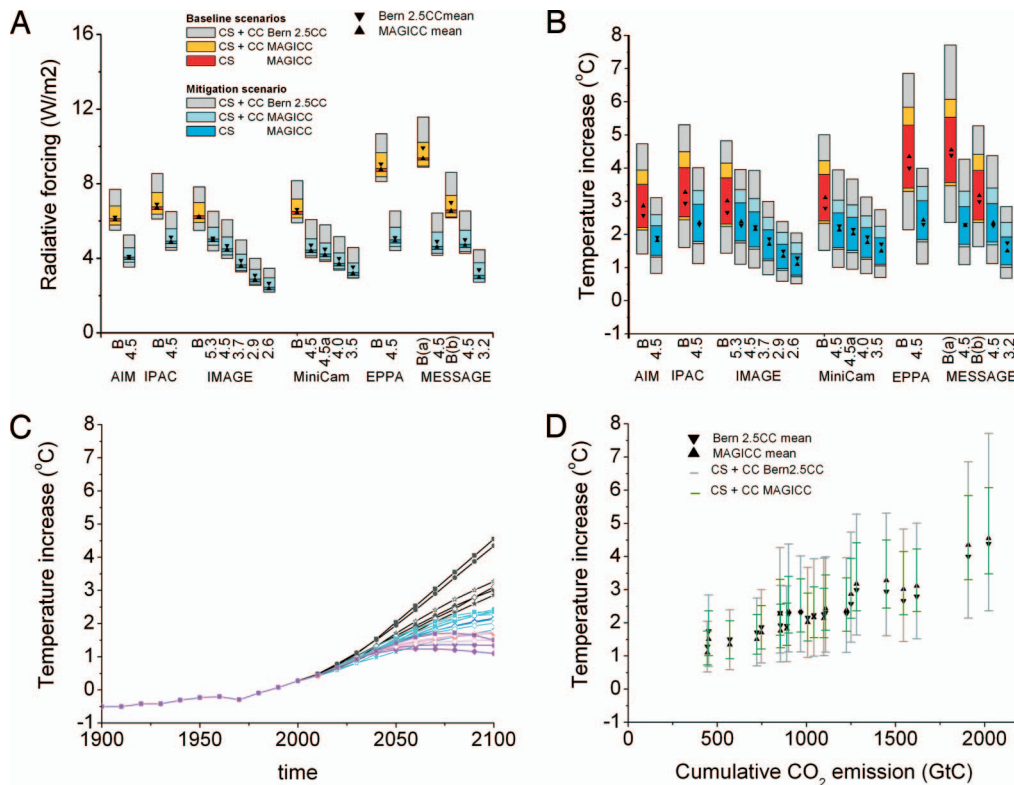 A
Radiative forcing (W/m2)
16
12
8
4
0
Baseline scenarios
CS + CC Bern 2.5CC
CS + CC MAGICC
CS MAGICC
Mitigation scenario
CS + CC Bern 2.5CC
CS + CC MAGICC
CS MAGICC
Bern 2.5CCmean
MAGICC mean
B 4.5 B 4.5 B 5.3 4.5 3.7 2.9 2.6 B 4.5 4.5a 4.0 3.5 B 4.5 B(a) 4.5 B(b) 4.5 3.2
AIM IPAC IMAGE MiniCam EPPA MESSAGE
B
Temperature increase (°C)
8
7
6
5
4
3
2
1
0
-1
B 4.5 B 4.5 B 5.3 4.5 3.7 2.9 2.6 B 4.5 4.5a 4.0 3.5 B 4.5 B(a) 4.5 B(b) 4.5 3.2
AIM IPAC IMAGE MiniCam EPPA MESSAGE
C
Temperature increase (°C)
8
7
6
5
4
3
2
1
0
-1
1900 1950 2000 2050 2100
time
D
Temperature increase (°C)
8
7
6
5
4
3
2
1
0
-1
Bern 2.5CC mean
MAGICC mean
CS + CC Bern2.5CC
CS + CC MAGICC
0 500 1000 1500 2000
Cumulative CO2 emission (GtC)